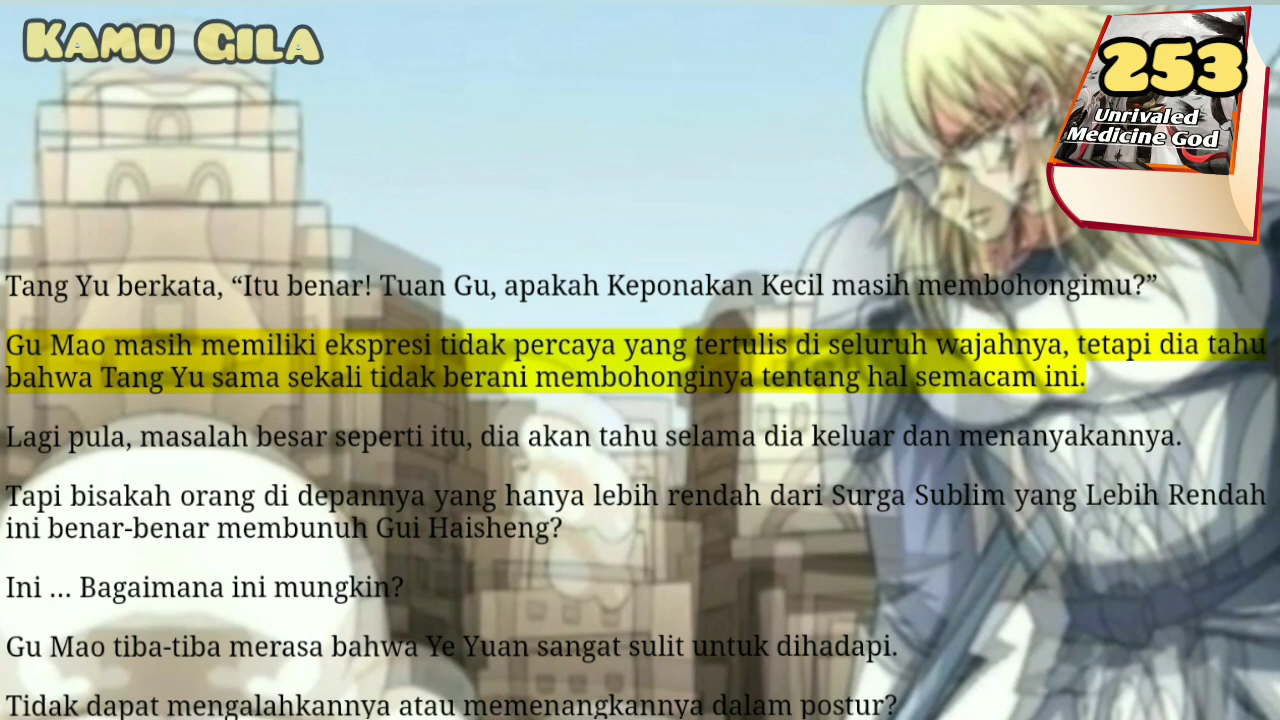 Kamu Gila
253
Unrivaled
Medicine God
Tang Yu berkata, “Itu benar! Tuan Gu, apakah Keponakan Kecil masih membohongimu?”
Gu Mao masih memiliki ekspresi tidak percaya yang tertulis di seluruh wajahnya, tetapi dia tahu
bahwa Tang Yu sama sekali tidak berani membohonginya tentang hal semacam ini.
Lagi pula, masalah besar seperti itu, dia akan tahu selama dia keluar dan menanyakannya.
Tapi bisakah orang di depannya yang hanya lebih rendah dari Surga Sublim yang Lebih Rendah
ini benar-benar membunuh Gui Haisheng?
Ini … Bagaimana ini mungkin?
Gu Mao tiba-tiba merasa bahwa Ye Yuan sangat sulit untuk dihadapi.
Tidak dapat mengalahkannya atau memenangkannya dalam postur?